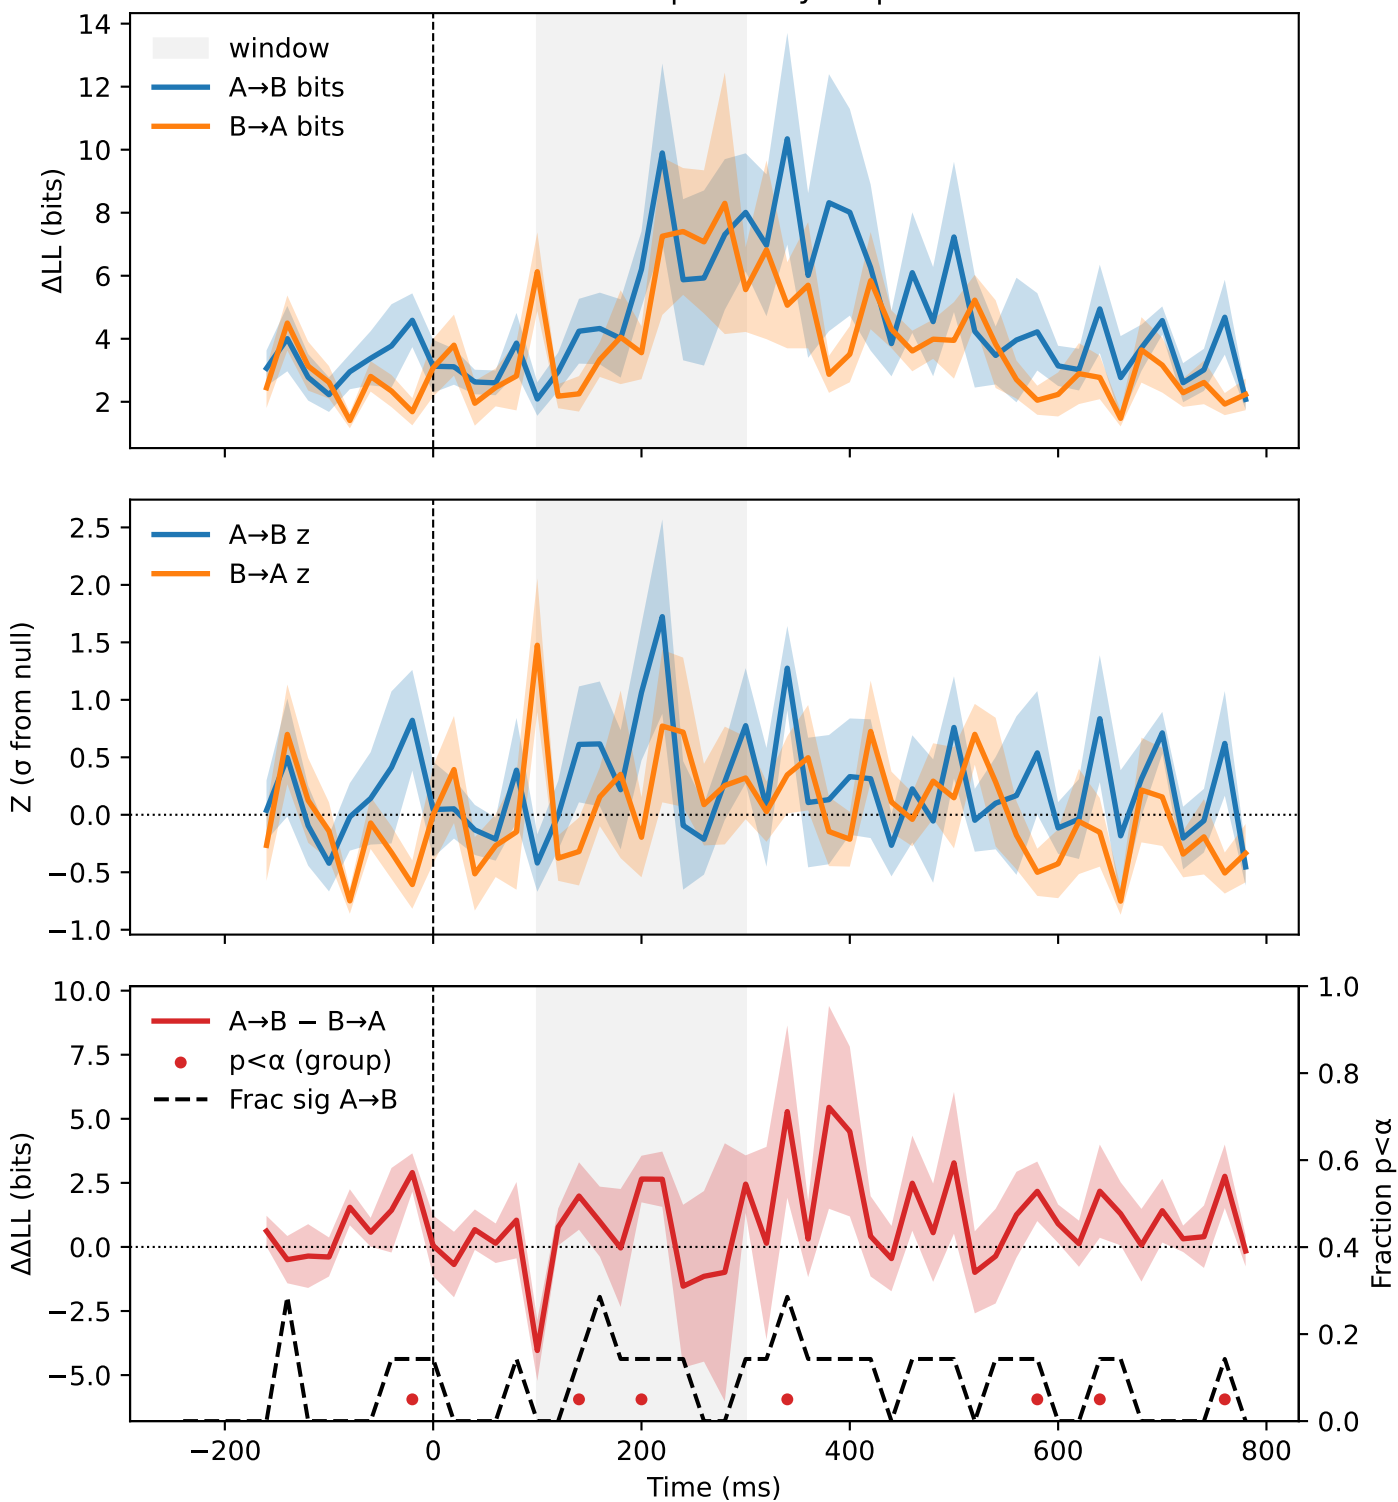 14
12
10
8
6
4
2
ΔLL (bits)
window
A→B bits
B→A bits
2.5
2.0
1.5
1.0
0.5
0.0
−0.5
−1.0
Z (σ from null)
A→B z
B→A z
10.0
7.5
5.0
2.5
0.0
−2.5
−5.0
ΔΔLL (bits)
A→B − B→A
p<α (group)
Frac sig A→B
1.0
0.8
0.6
0.4
0.2
0.0
Fraction p<α
−200 0 200 400 600 800
Time (ms)